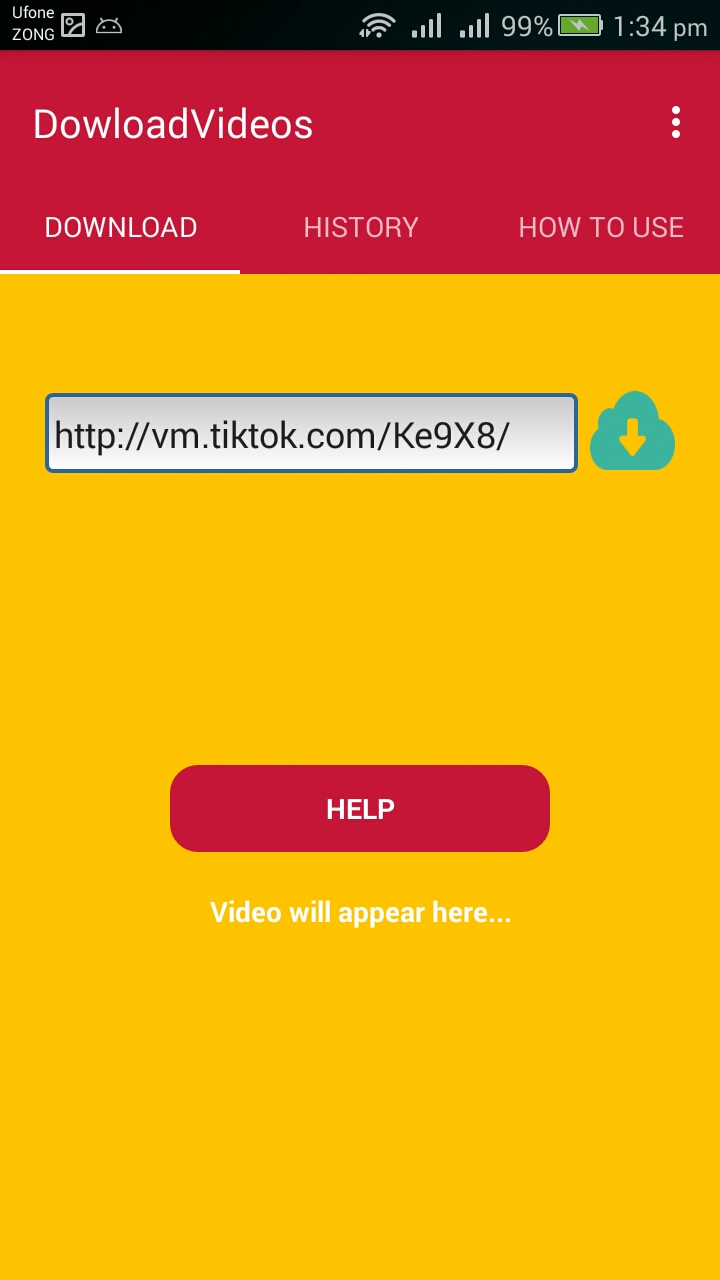 Ufone
ZONG
99%
1:34 pm
DowloadVideos
DOWNLOAD
HISTORY
HOW TO USE
http://vm.tiktok.com/Ke9X8/
HELP
Video will appear here...